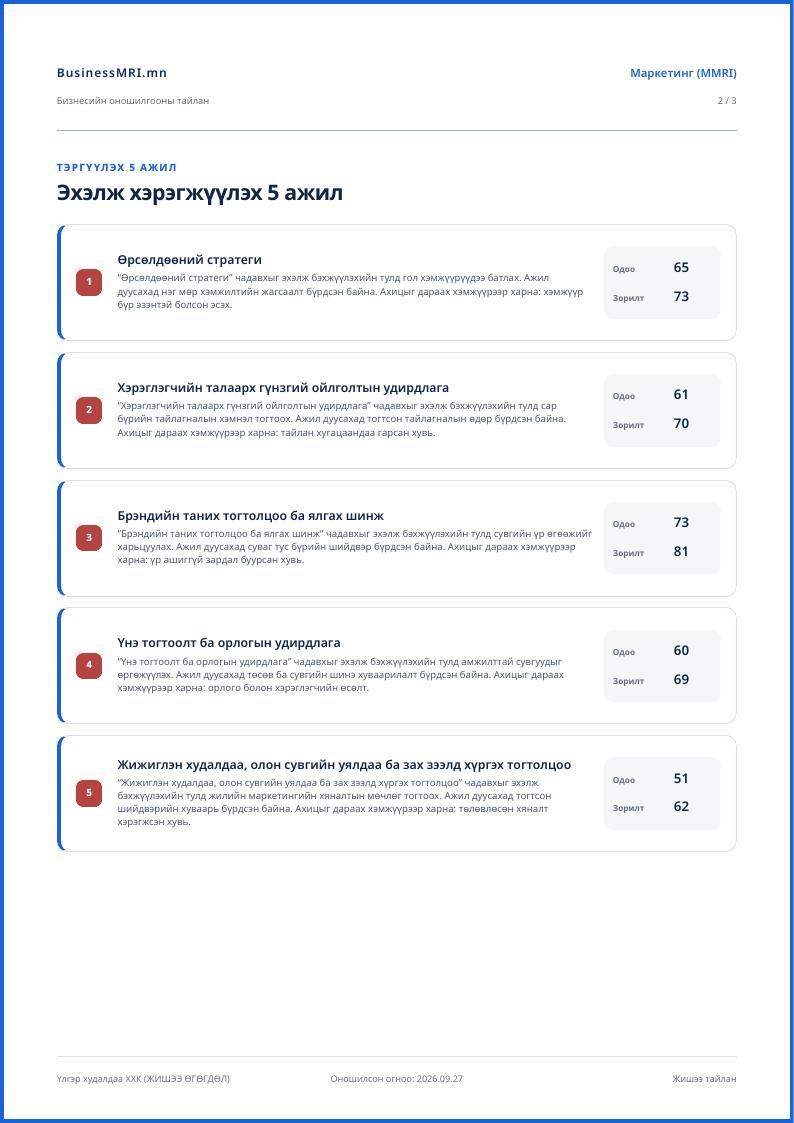 BusinessMRI.mn
Маркетинг (MMRI)
Бизнесийн оношилгооны тайлан
2 / 3
ТЭРГҮҮЛЭХ 5 АЖИЛ
Эхэлж хэрэгжүүлэх 5 ажил
1
Өрсөлдөөний стратеги
“Өрсөлдөөний стратеги” чадавхыг эхэлж бэхжүүлэхийн тулд гол хэмжүүрүүдээ батлах. Ажил
дуусахад нэг мөр хэмжилтийн жагсаалт бүрдсэн байна. Ахицыг дараах хэмжүүрээр харна: хэмжүүр
бүр эзэнтэй болсон эсэх.
Одоо 65
Зорилт 73
2
Хэрэглэгчийн талаарх гүнзгий ойлголтын удирдлага
“Хэрэглэгчийн талаарх гүнзгий ойлголтын удирдлага” чадавхыг эхэлж бэхжүүлэхийн тулд сар
бүрийн тайлагналын хэмнэл тогтоох. Ажил дуусахад тогтсон тайлагналын өдөр бүрдсэн байна.
Ахицыг дараах хэмжүүрээр харна: тайлан хугацаандаа гарсан хувь.
Одоо 61
Зорилт 70
3
Брэндийн таних тогтолцоо ба ялгах шинж
“Брэндийн таних тогтолцоо ба ялгах шинж” чадавхыг эхэлж бэхжүүлэхийн тулд сувгийн үр өгөөжийг
харьцуулах. Ажил дуусахад суваг тус бүрийн шийдвэр бүрдсэн байна. Ахицыг дараах хэмжүүрээр
харна: үр ашиггүй зардал буурсан хувь.
Одоо 73
Зорилт 81
4
Үнэ тогтоолт ба орлогын удирдлага
“Үнэ тогтоолт ба орлогын удирдлага” чадавхыг эхэлж бэхжүүлэхийн тулд амжилттай сувгуудыг
өргөжүүлэх. Ажил дуусахад төсөв ба сувгийн шинэ хуваарилалт бүрдсэн байна. Ахицыг дараах
хэмжүүрээр харна: орлого болон хэрэглэгчийн өсөлт.
Одоо 60
Зорилт 69
5
Жижиглэн худалдаа, олон сувгийн уялдаа ба зах зээлд хүргэх тогтолцоо
“Жижиглэн худалдаа, олон сувгийн уялдаа ба зах зээлд хүргэх тогтолцоо” чадавхыг эхэлж
бэхжүүлэхийн тулд жилийн маркетингийн хяналтын мөчлөг тогтоох. Ажил дуусахад тогтсон
шийдвэрийн хуваарь бүрдсэн байна. Ахицыг дараах хэмжүүрээр харна: төлөвлөсөн хяналт
хэрэгжсэн хувь.
Одоо 51
Зорилт 62
Үлгэр худалдаа ХХК (ЖИШЭЭ ӨГӨГДӨЛ)
Оношилсон огноо: 2026.09.27
Жишээ тайлан